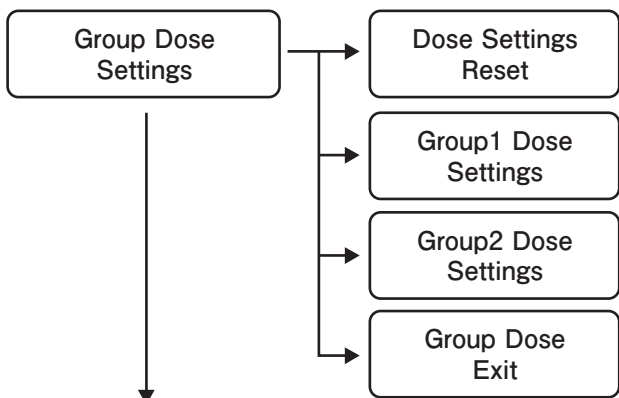 Group Dose
Settings
Dose Settings
Reset
Group1 Dose
Settings
Group2 Dose
Settings
Group Dose
Exit